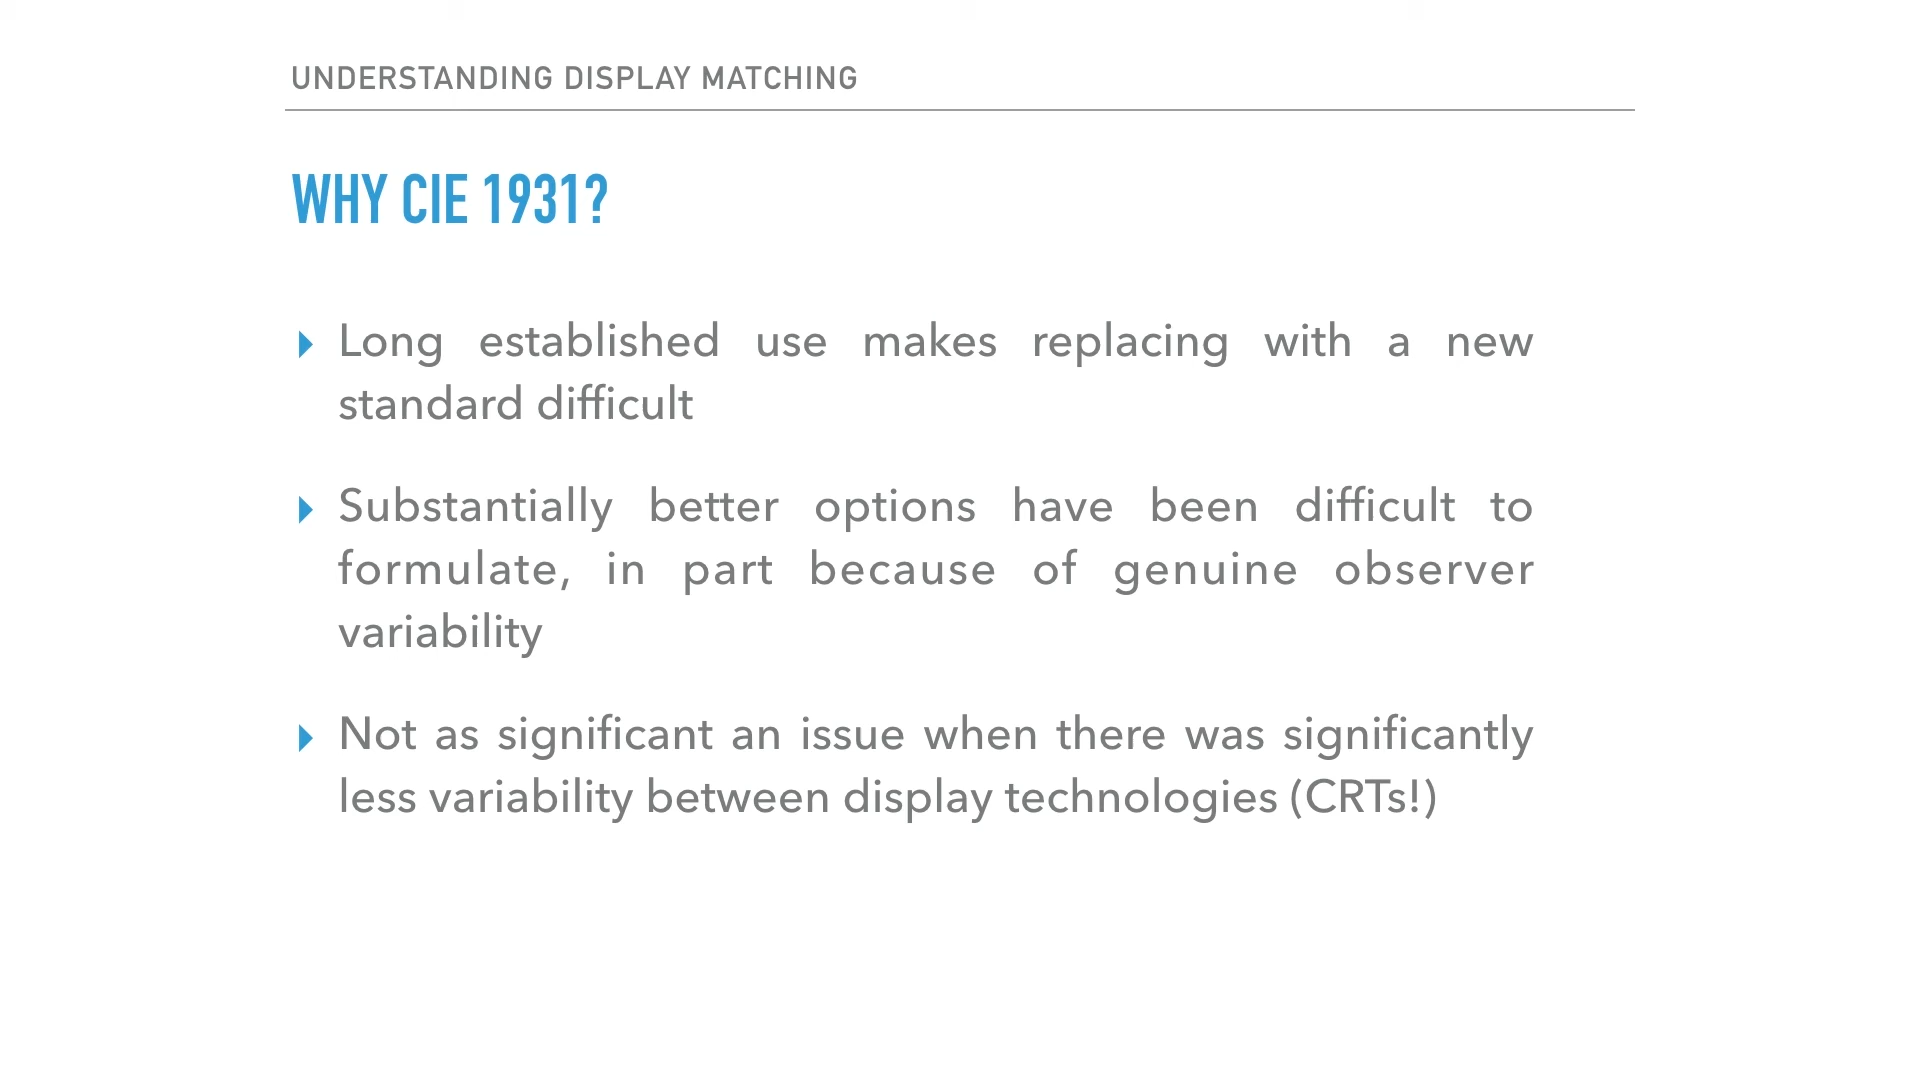 UNDERSTANDING DISPLAY MATCHING
WHY CIE 1931?
Long established use makes replacing with a new
standard difficult
Substantially better options have been difficult to
formulate, in part because of genuine observer
variability
Not as significant an issue when there was significantly
less variability between display technologies (CRTs!)